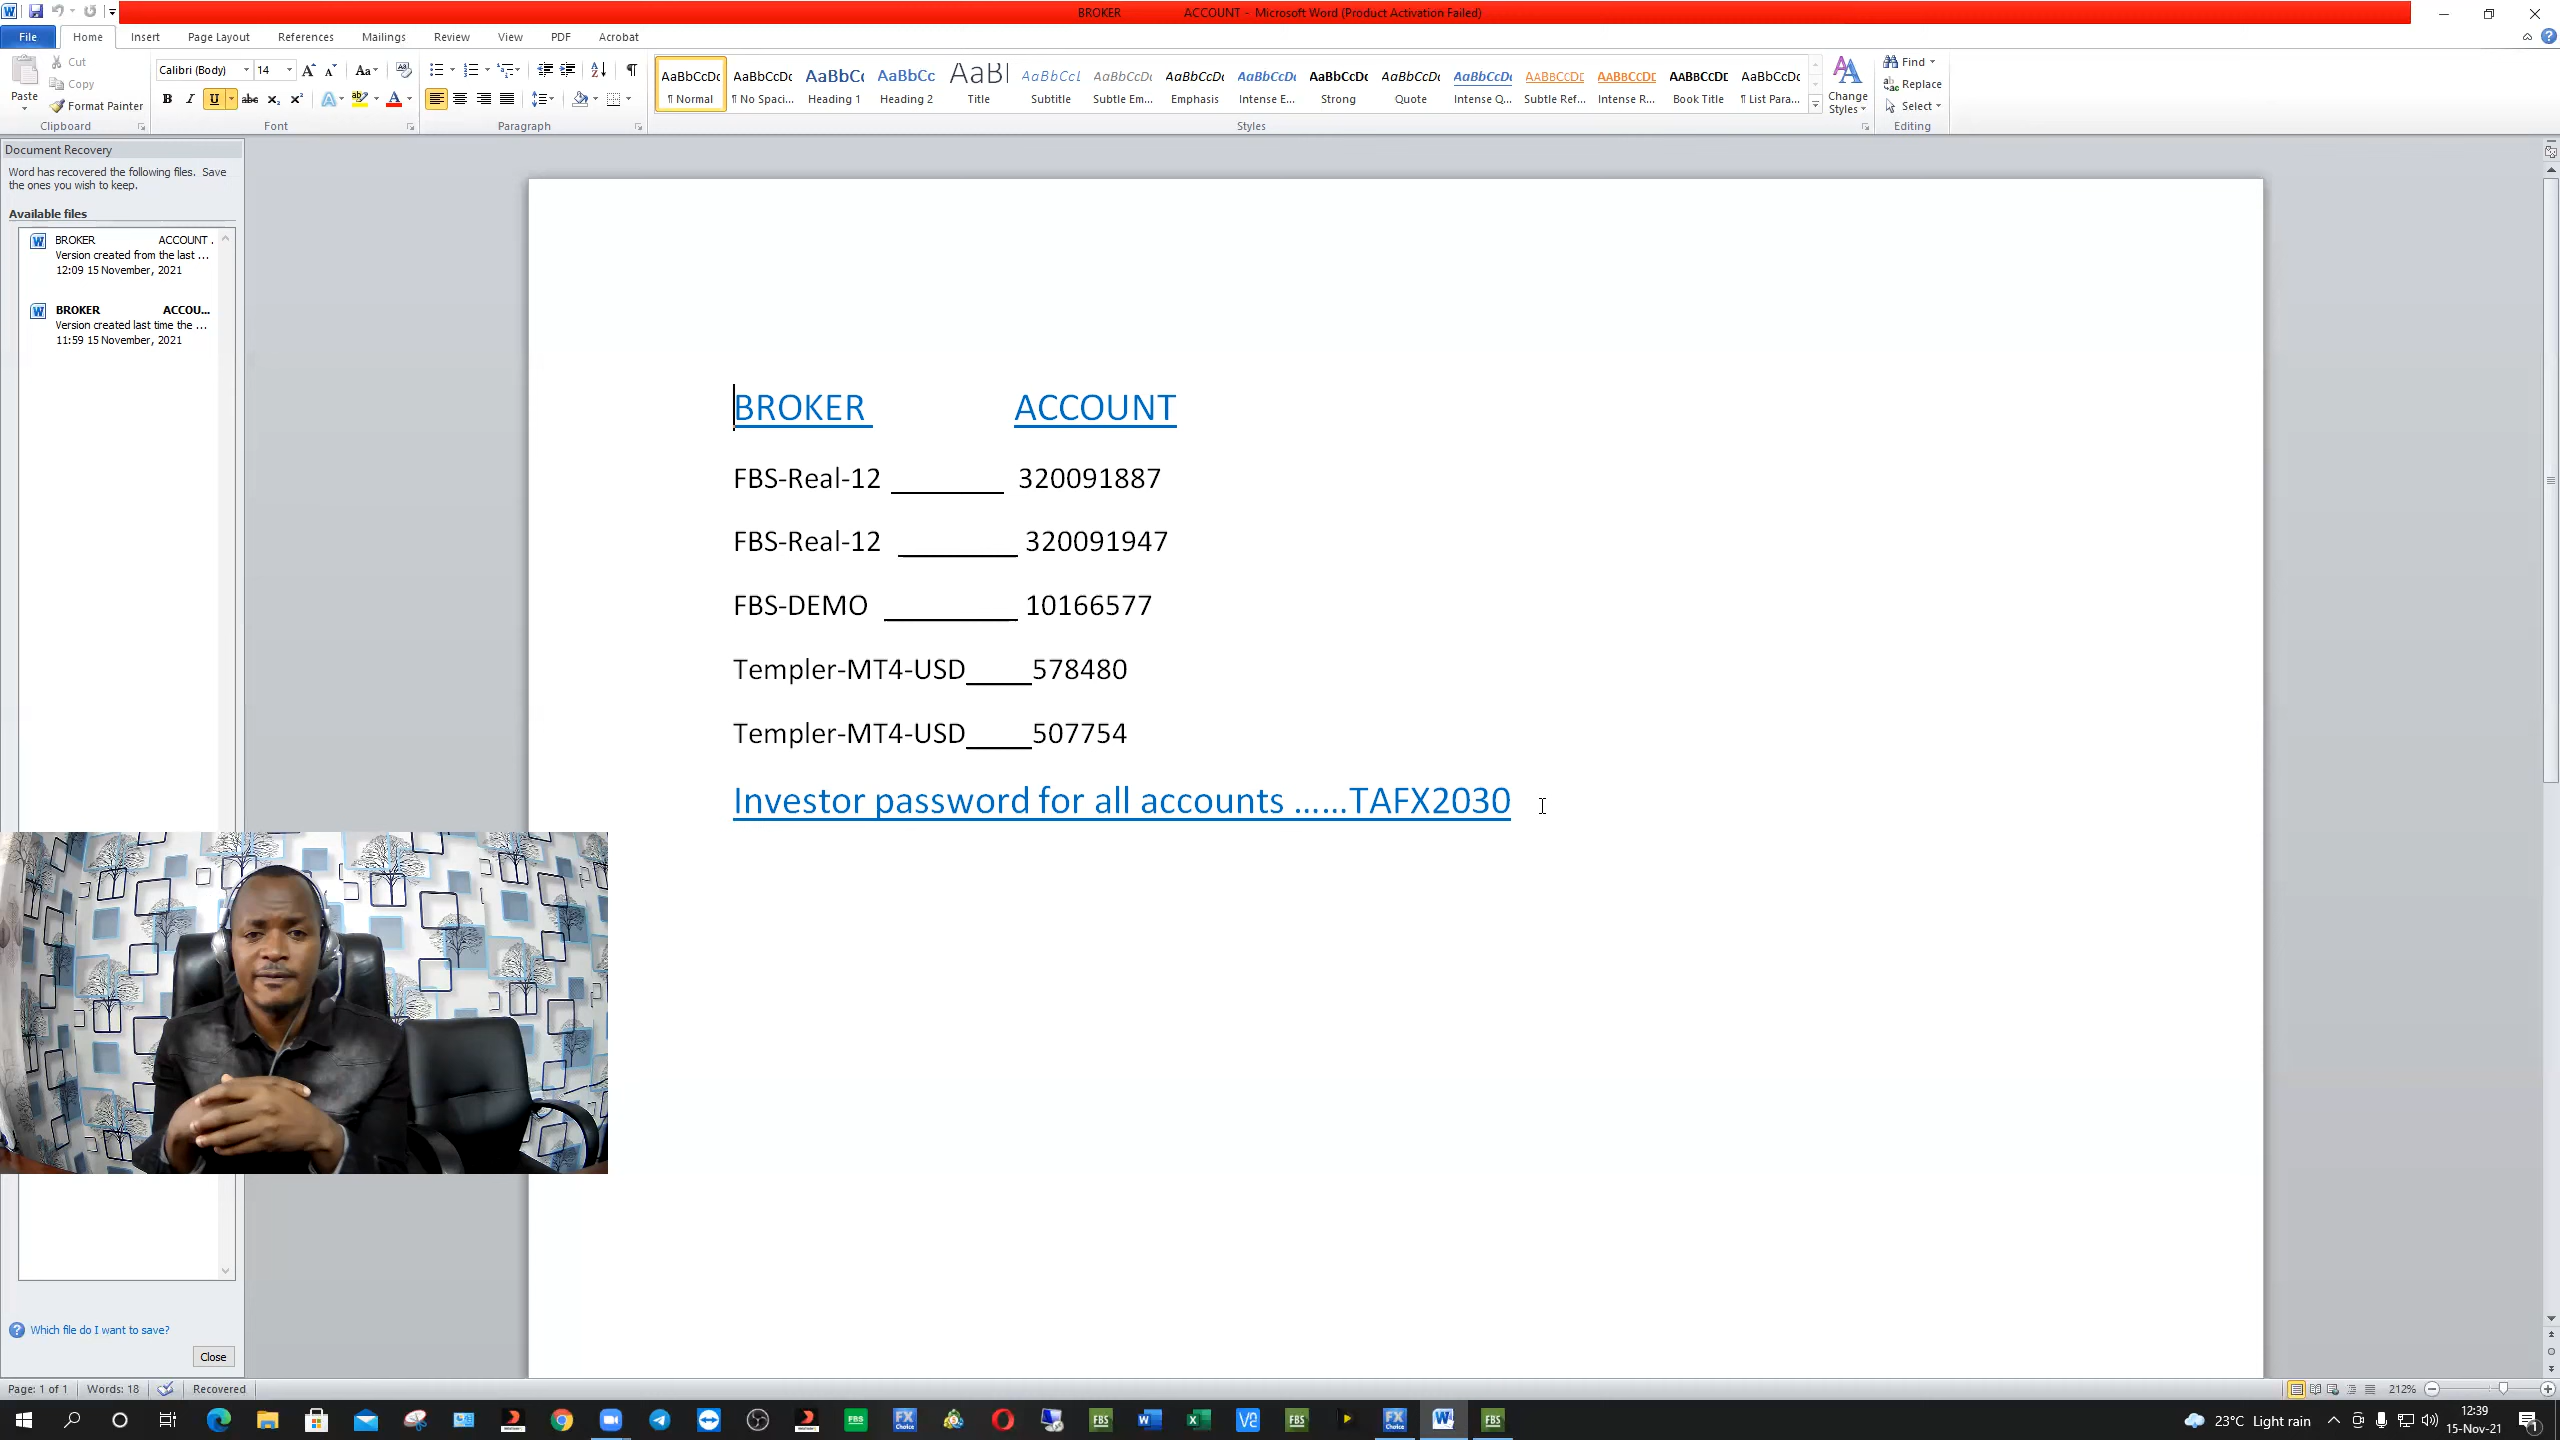 BROKER ACCOUNT - Microsoft Word (Product Activation Failed)
File Home Insert Page Layout References Mailings Review View PDF Acrobat
Paste
Cut
Copy
Format Painter
Clipboard
Calibri (Body) 14
Font
Paragraph
AaBbCcDc AaBbCcDc AaBbCc AaBbCc AaBl AaBbCcL AaBbCcDc AaBbCcDc AaBbCcDc AaBbCcDc AaBbCcDc AaBbCcDc AaBbCcDc AaBbCcDc AaBbCcDc AaBbCcDc
¶ Normal ¶ No Spaci... Heading 1 Heading 2 Title Subtitle Subtle Em... Emphasis Intense E... Strong Quote Intense Q... Subtle Ref... Intense R... Book Title ¶ List Para...
Styles
Change Styles
Find
Replace
Select
Editing
Document Recovery
Word has recovered the following files. Save
the ones you wish to keep.
Available files
BROKER ACCOUNT .
Version created from the last ...
12:09 15 November, 2021
BROKER ACCOU...
Version created last time the ...
11:59 15 November, 2021
BROKER ACCOUNT
FBS-Real-12 ________ 320091887
FBS-Real-12 ________ 320091947
FBS-DEMO _________ 10166577
Templer-MT4-USD____578480
Templer-MT4-USD____507754
Investor password for all accounts ......TAFX2030
Which file do I want to save?
Close
Page: 1 of 1 Words: 18 Recovered 212%
23°C Light rain
12:39
15-Nov-21